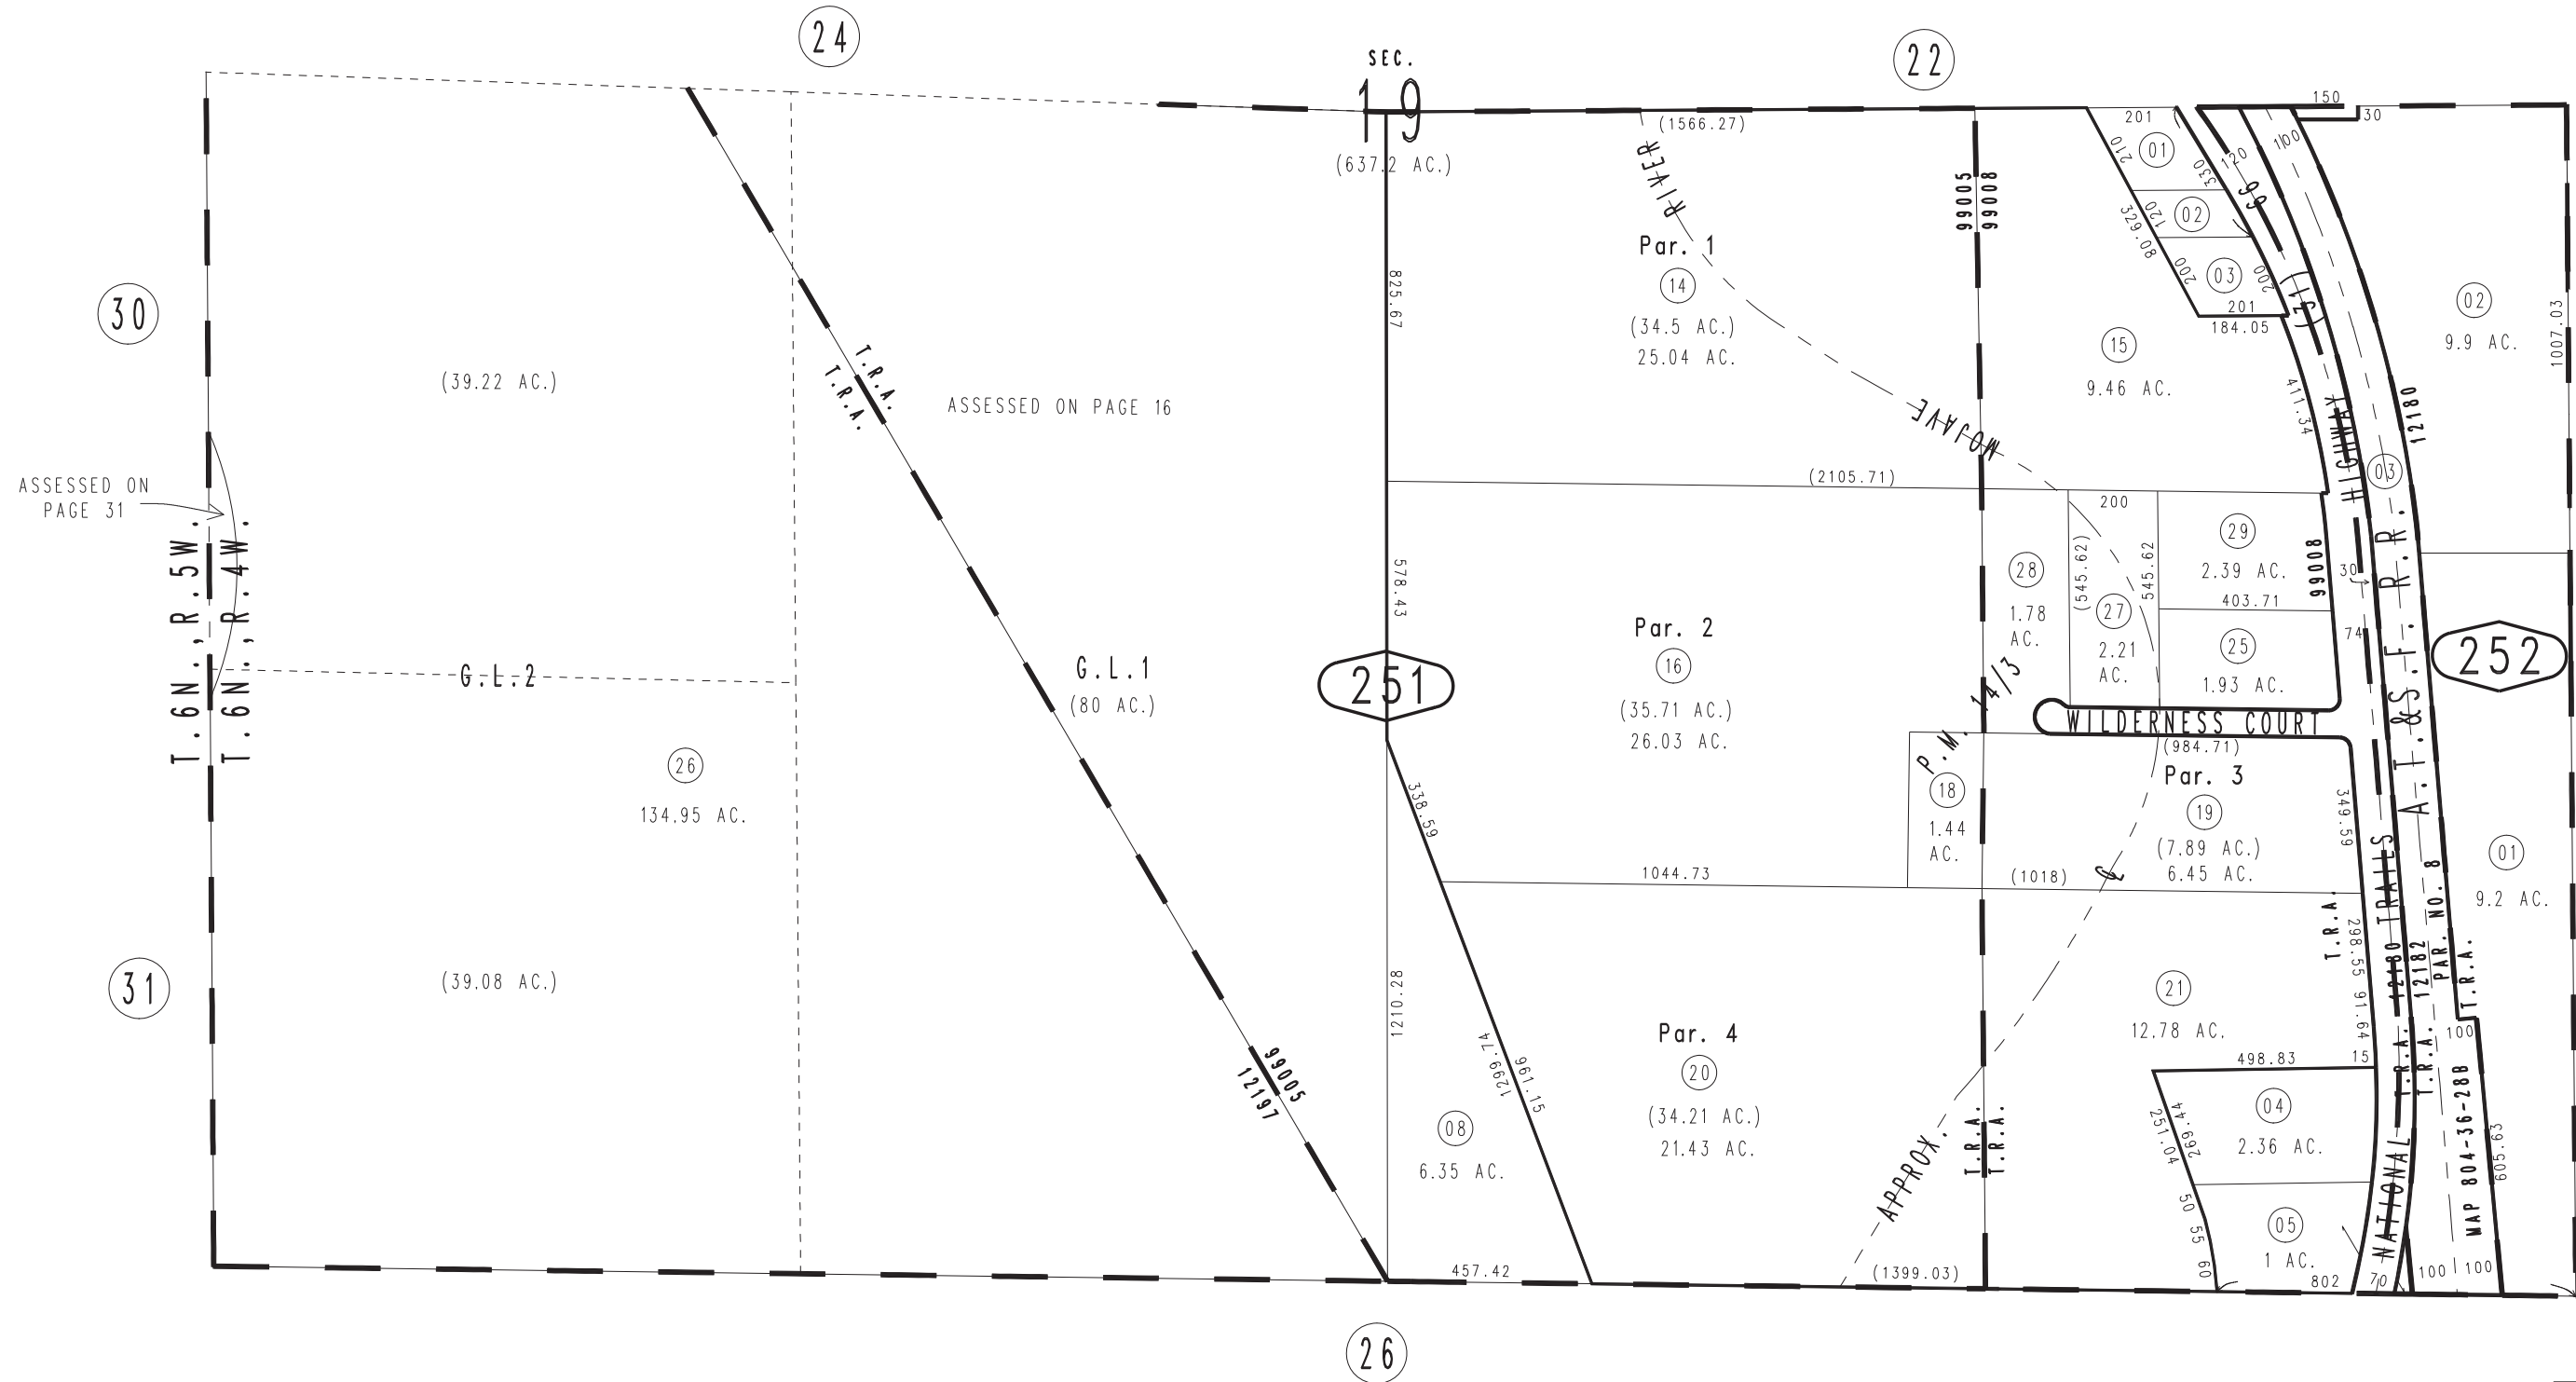 24
SEC.
19
(637.2 AC.)
22
30
31
26
T.6N.,R.5W.
T.6N.,R.4W.
ASSESSED ON
PAGE 31
(39.22 AC.)
G.L.2
26
134.95 AC.
(39.08 AC.)
T.R.A.
T.R.A.
ASSESSED ON PAGE 16
G.L.1
(80 AC.)
99005
12197
251
825.67
578.43
1210.28
338.59
1299.74
961.15
08
6.35 AC.
457.42
(1566.27)
RIVER
MOJAVE
Par. 1
14
(34.5 AC.)
25.04 AC.
(2105.71)
99005
99008
Par. 2
16
(35.71 AC.)
26.03 AC.
P.M. 14/3
18
1.44
AC.
1044.73
(1018)
Par. 4
20
(34.21 AC.)
21.43 AC.
APPROX.
℄
T.R.A.
T.R.A.
(1399.03)
201
01
210
330
02
120
329.08
03
200
200
201
184.05
15
9.46 AC.
411.34
200
28
1.78
AC.
(545.62)
27
2.21
AC.
545.62
29
2.39 AC.
403.71
25
1.93 AC.
99008
WILDERNESS COURT
(984.71)
Par. 3
19
(7.89 AC.)
6.45 AC.
349.59
T.R.A.
298.55
91.64
21
12.78 AC.
498.83
15
04
2.36 AC.
251.04
269.44
50
55
60
05
1 AC.
802
70
150
30
100
120
66
(21)
HIGHWAY
30
74
NATIONAL TRAILS
12180
12182
T.R.A.
T.R.A.
03
12180
A.T.&S.F. R.R.
PAR. NO. 8
MAP 804-36-28B
T.R.A.
100
605.63
100
100
02
9.9 AC.
1007.03
252
01
9.2 AC.